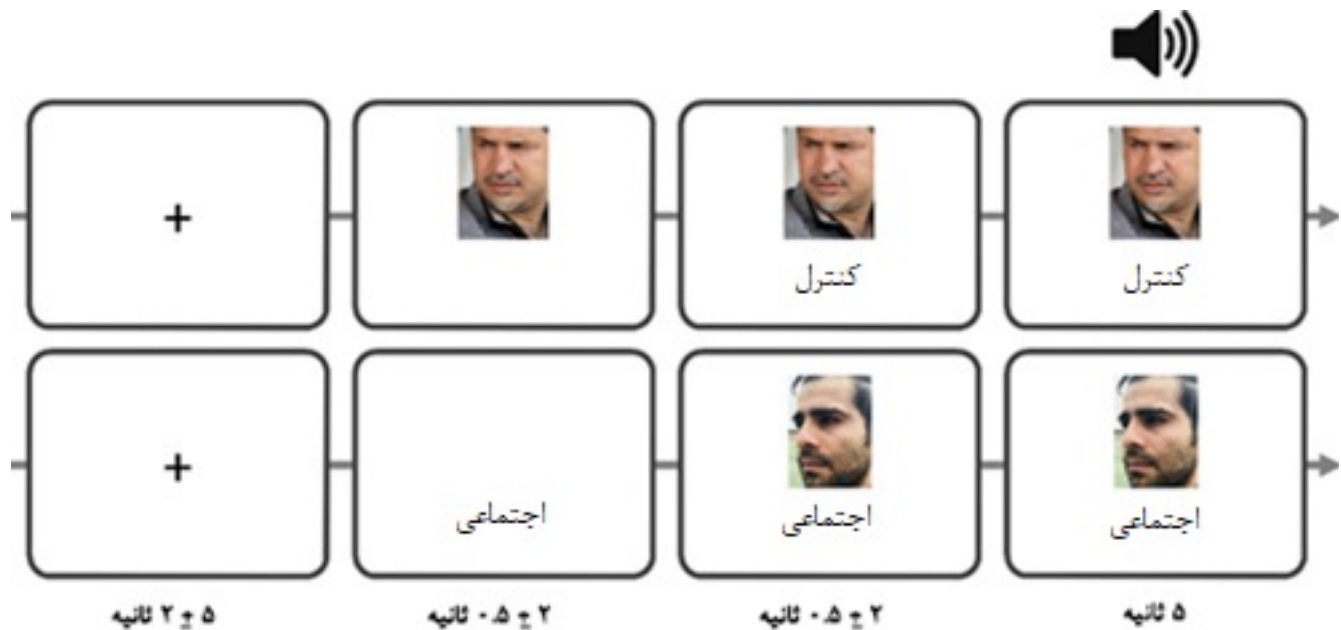 +
کنترل
کنترل
+
اجتماعی
اجتماعی
اجتماعی
۵ ± ۲ ثانیه
۲ ± ۰.۵ ثانیه
۲ ± ۰.۵ ثانیه
۵ ثانیه